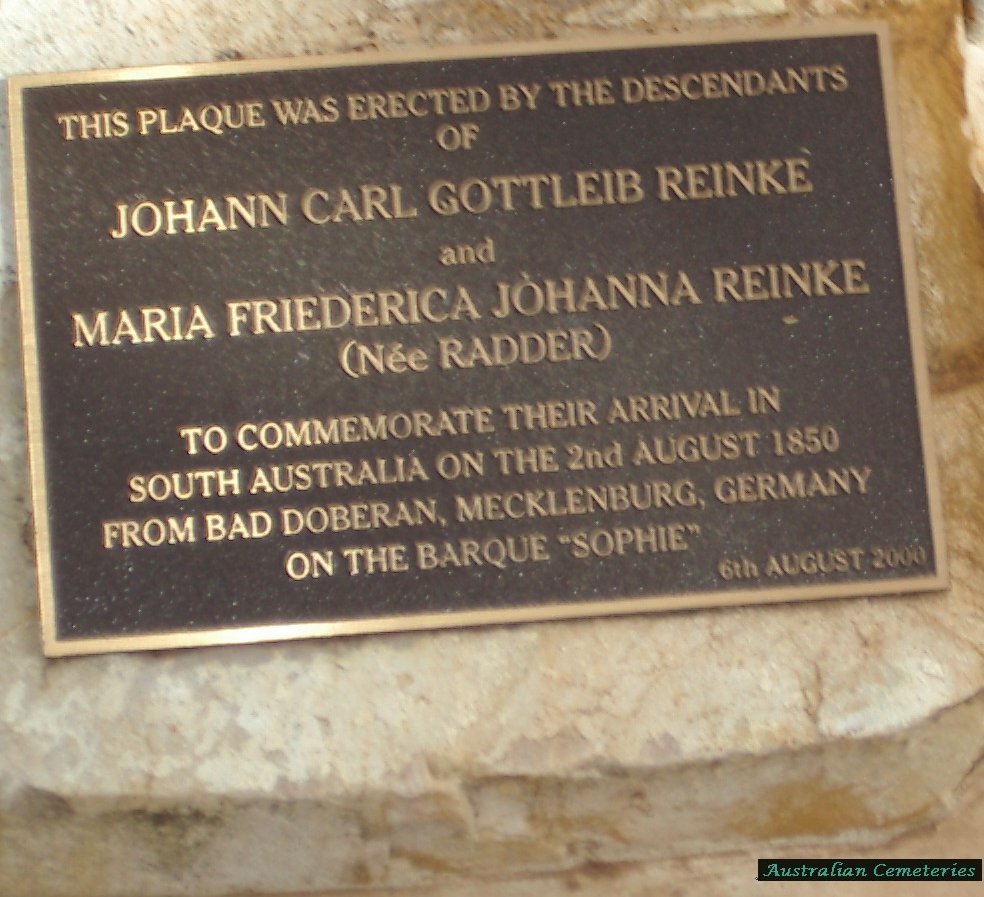 THIS PLAQUE WAS ERECTED BY THE DESCENDANTS
OF
JOHANN CARL GOTTLEIB REINKE
and
MARIA FRIEDERICA JOHANNA REINKE
(Née RADDER)
TO COMMEMORATE THEIR ARRIVAL IN
SOUTH AUSTRALIA ON THE 2nd AUGUST 1850
FROM BAD DOBERAN, MECKLENBURG, GERMANY
ON THE BARQUE “SOPHIE”
6th AUGUST 2000
Australian Cemeteries